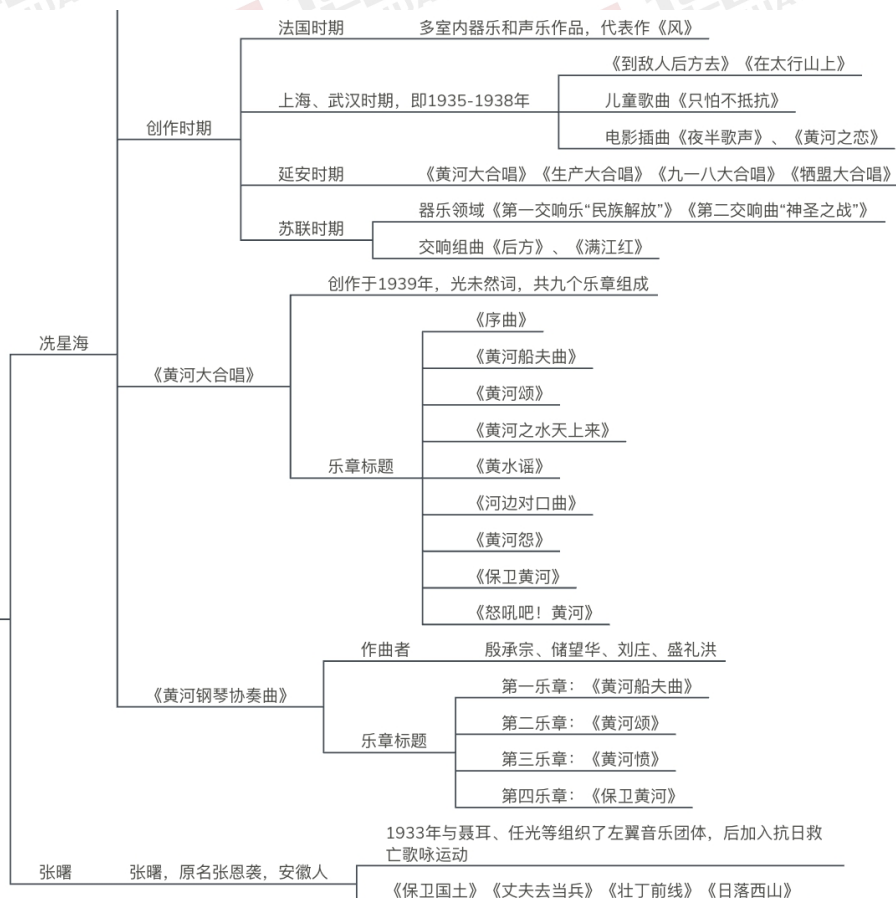 法国时期 多室内器乐和声乐作品，代表作《风》
《到敌人后方去》《在太行山上》
上海、武汉时期，即1935-1938年 儿童歌曲《只怕不抵抗》
创作时期
电影插曲《夜半歌声》、《黄河之恋》
延安时期 《黄河大合唱》《生产大合唱》《九一八大合唱》《牺盟大合唱》
器乐领域《第一交响乐“民族解放”》《第二交响曲“神圣之战”》
苏联时期
交响组曲《后方》、《满江红》
创作于1939年，光未然词，共九个乐章组成
《序曲》
冼星海
《黄河船夫曲》
《黄河大合唱》
《黄河颂》
《黄河之水天上来》
乐章标题 《黄水谣》
《河边对口曲》
《黄河怨》
《保卫黄河》
《怒吼吧！黄河》
作曲者 殷承宗、储望华、刘庄、盛礼洪
《黄河钢琴协奏曲》 第一乐章：《黄河船夫曲》
第二乐章：《黄河颂》
乐章标题
第三乐章：《黄河愤》
第四乐章：《保卫黄河》
1933年与聂耳、任光等组织了左翼音乐团体，后加入抗日救
亡歌咏运动
张曙 张曙，原名张恩袭，安徽人
《保卫国土》《丈夫去当兵》《壮丁前线》《日落西山》